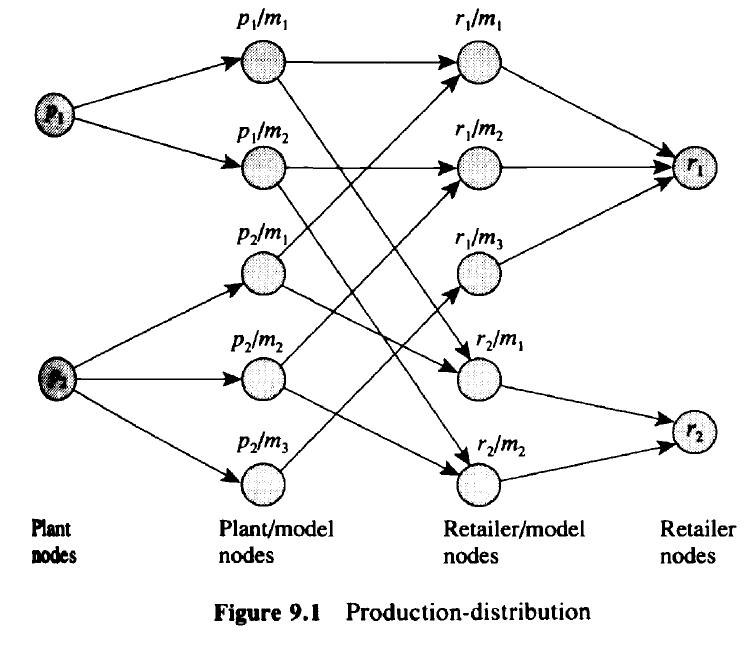 p₁/m₁ r₁/m₁
p₁
p₁/m₂ r₁/m₂
r₁
p₂/m₁ r₁/m₃
p₂/m₂ r₂/m₁
p₂
r₂
p₂/m₃ r₂/m₂
Plant Plant/model Retailer/model Retailer
nodes nodes nodes nodes
Figure 9.1 Production-distribution